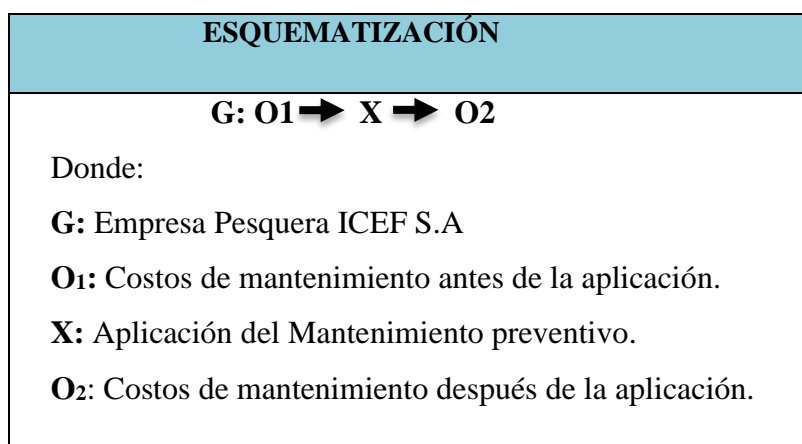 ESQUEMATIZACIÓN
G: O1 → X → O2
Donde:
G: Empresa Pesquera ICEF S.A
O1: Costos de mantenimiento antes de la aplicación.
X: Aplicación del Mantenimiento preventivo.
O2: Costos de mantenimiento después de la aplicación.